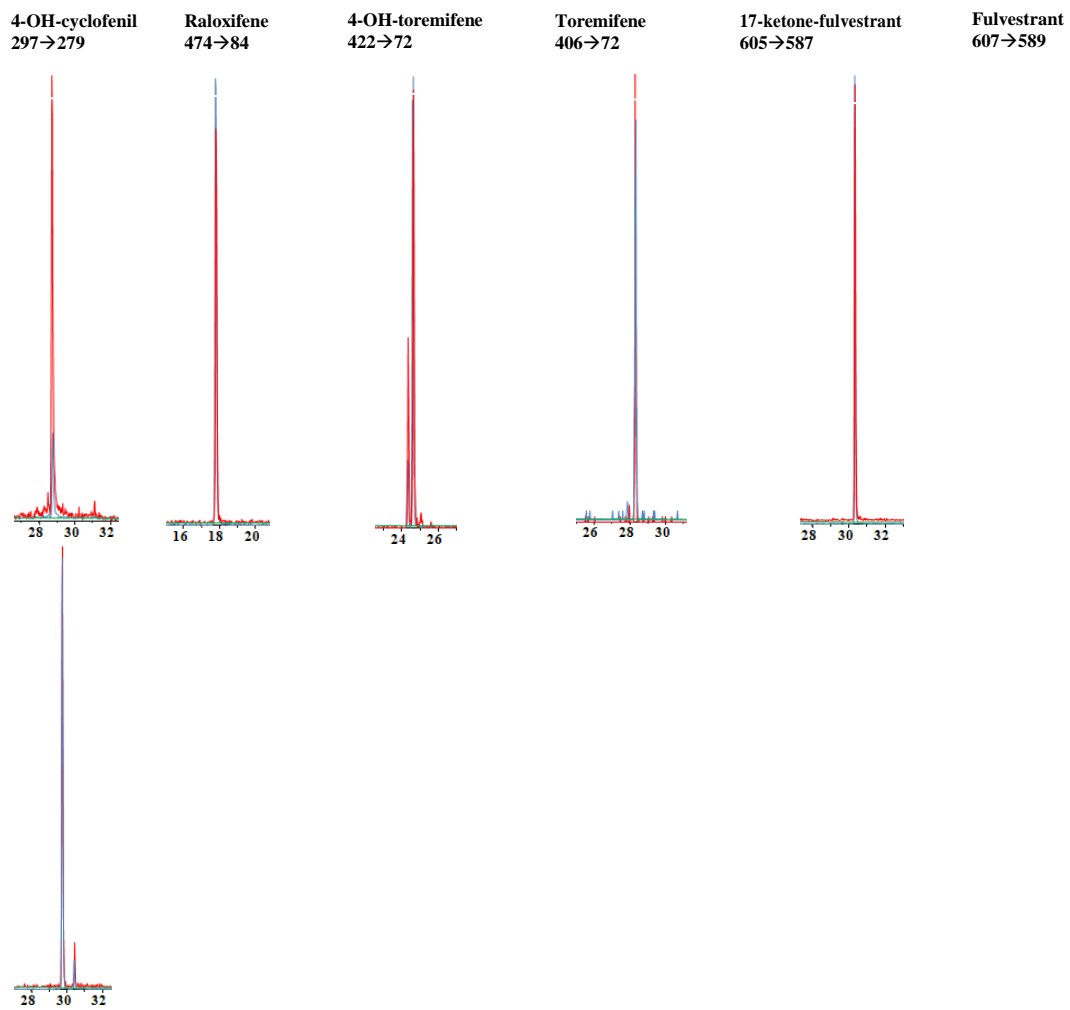 4-OH-cyclofenil Raloxifene 4-OH-toremifene Toremifene 17-ketone-fulvestrant Fulvestrant
297→279 474→84 422→72 406→72 605→587 607→589
28 30 32 16 18 20 24 26 26 28 30 28 30 32
28 30 32